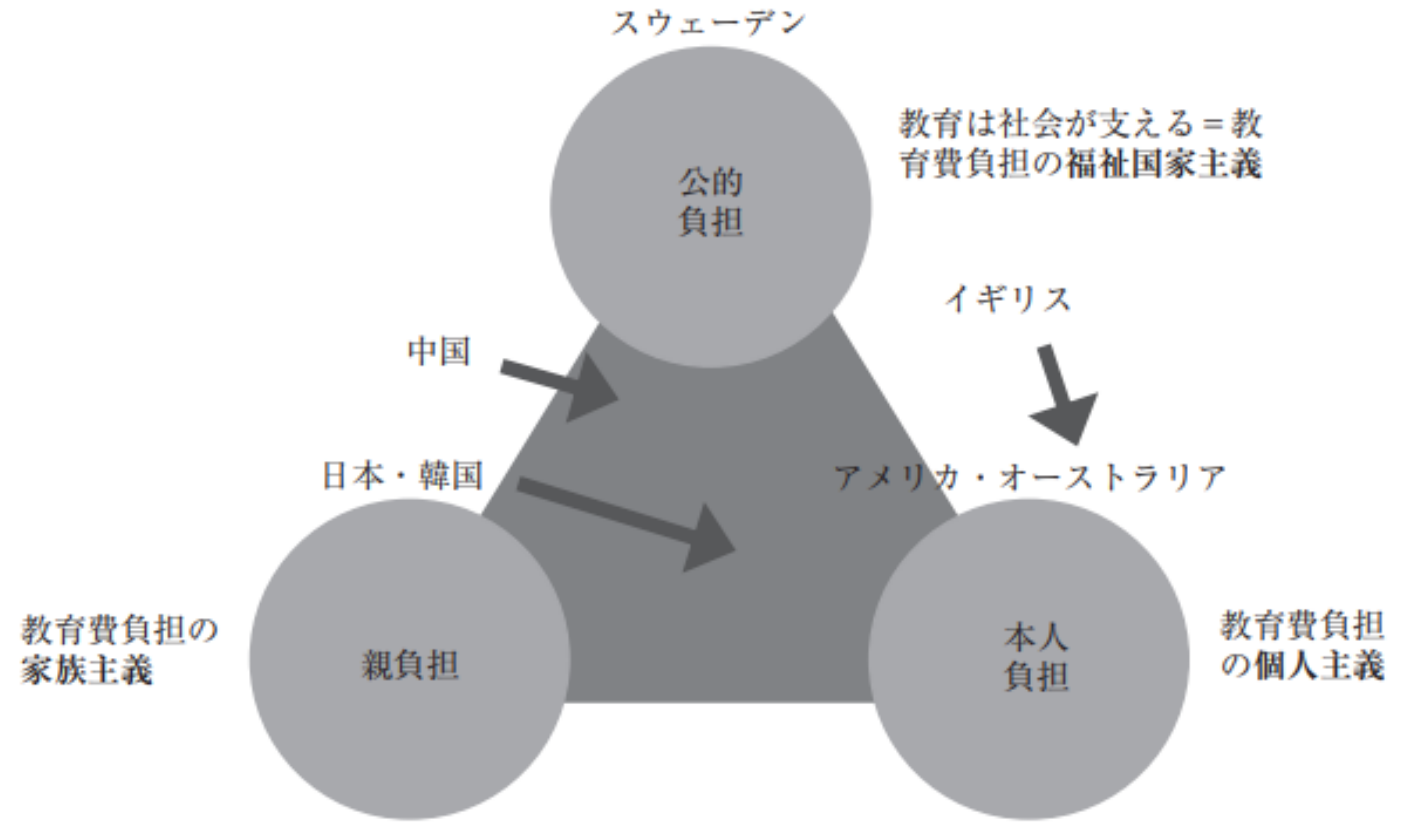 スウェーデン
教育は社会が支える＝教
育費負担の福祉国家主義
公的
負担
イギリス
中国
日本・韓国
アメリカ・オーストラリア
教育費負担の
家族主義
親負担
本人
負担
教育費負担
の個人主義